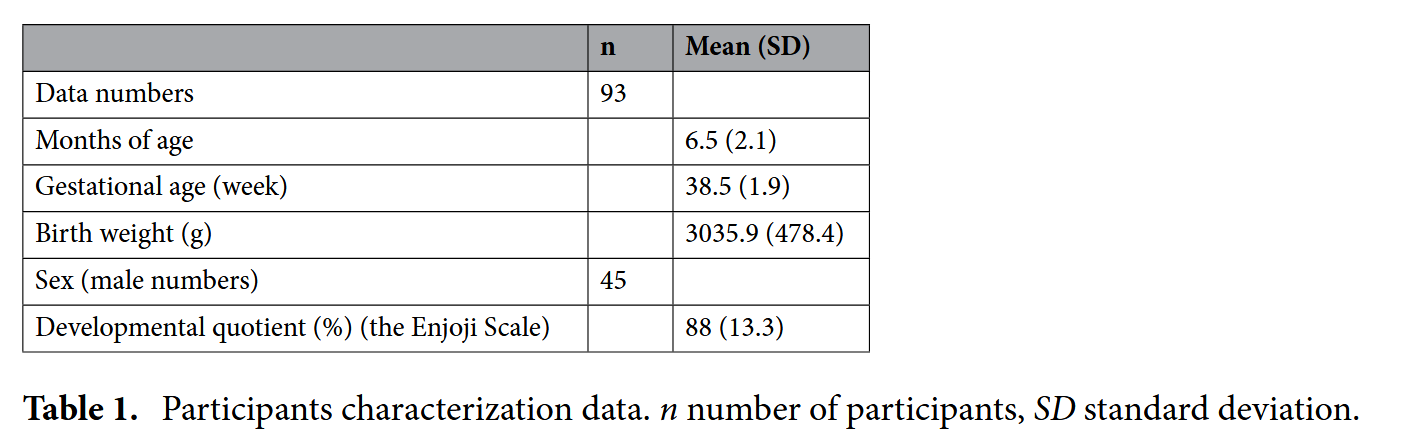 n Mean (SD)
Data numbers 93
Months of age 6.5 (2.1)
Gestational age (week) 38.5 (1.9)
Birth weight (g) 3035.9 (478.4)
Sex (male numbers) 45
Developmental quotient (%) (the Enjoji Scale) 88 (13.3)
Table 1. Participants characterization data. n number of participants, SD standard deviation.